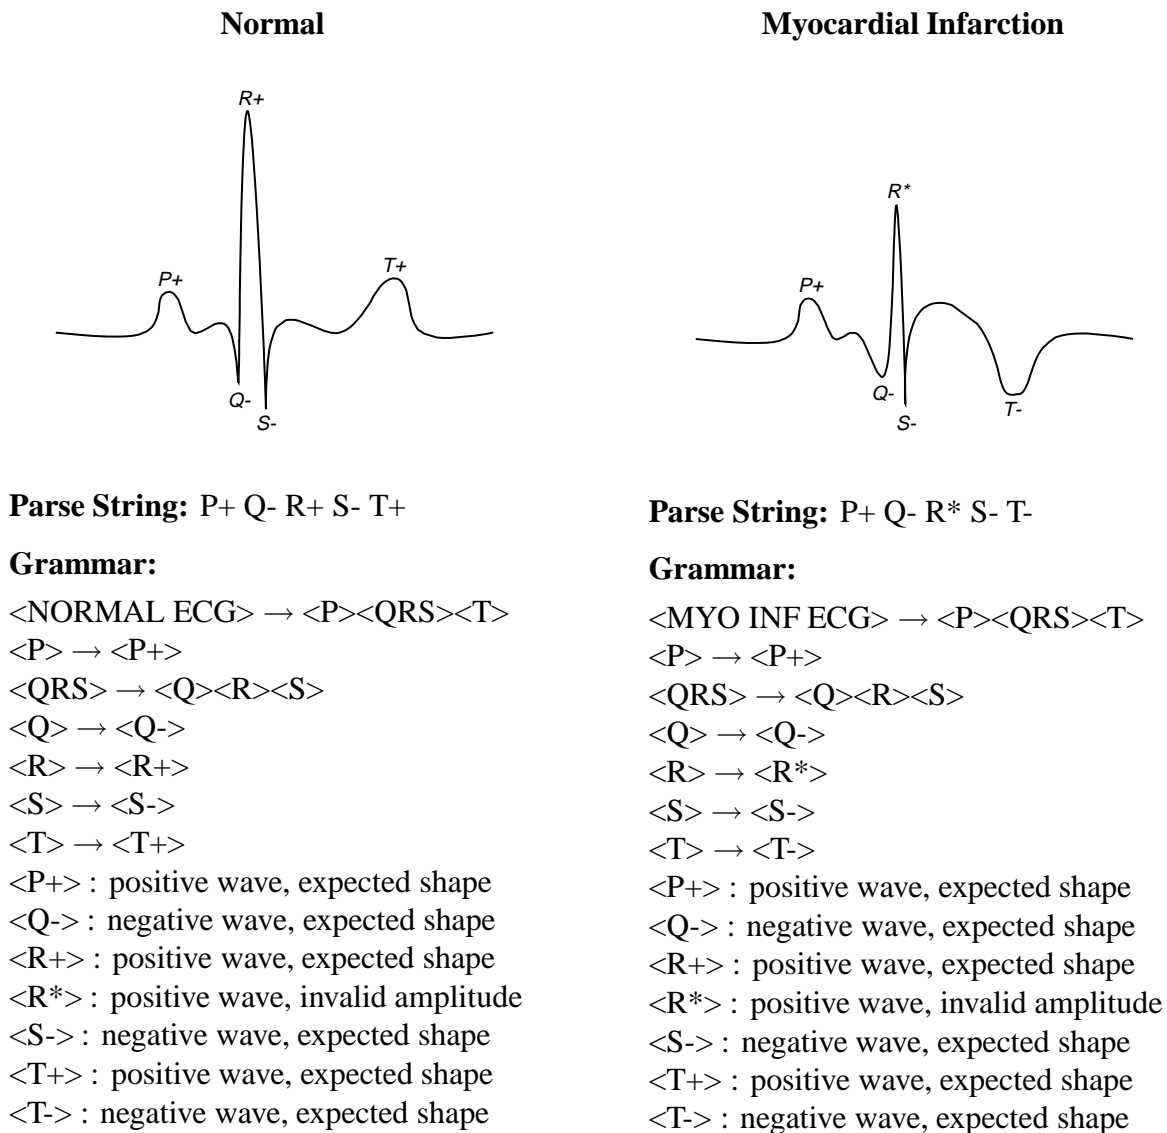 Normal
R+
P+
T+
Q-
S-
Parse String: P+ Q- R+ S- T+
Grammar:
<NORMAL ECG> → <P><QRS><T>
<P> → <P+>
<QRS> → <Q><R><S>
<Q> → <Q->
<R> → <R+>
<S> → <S->
<T> → <T+>
<P+> : positive wave, expected shape
<Q-> : negative wave, expected shape
<R+> : positive wave, expected shape
<R*> : positive wave, invalid amplitude
<S-> : negative wave, expected shape
<T+> : positive wave, expected shape
<T-> : negative wave, expected shape
Myocardial Infarction
R*
P+
Q-
S-
T-
Parse String: P+ Q- R* S- T-
Grammar:
<MYO INF ECG> → <P><QRS><T>
<P> → <P+>
<QRS> → <Q><R><S>
<Q> → <Q->
<R> → <R*>
<S> → <S->
<T> → <T->
<P+> : positive wave, expected shape
<Q-> : negative wave, expected shape
<R+> : positive wave, expected shape
<R*> : positive wave, invalid amplitude
<S-> : negative wave, expected shape
<T+> : positive wave, expected shape
<T-> : negative wave, expected shape